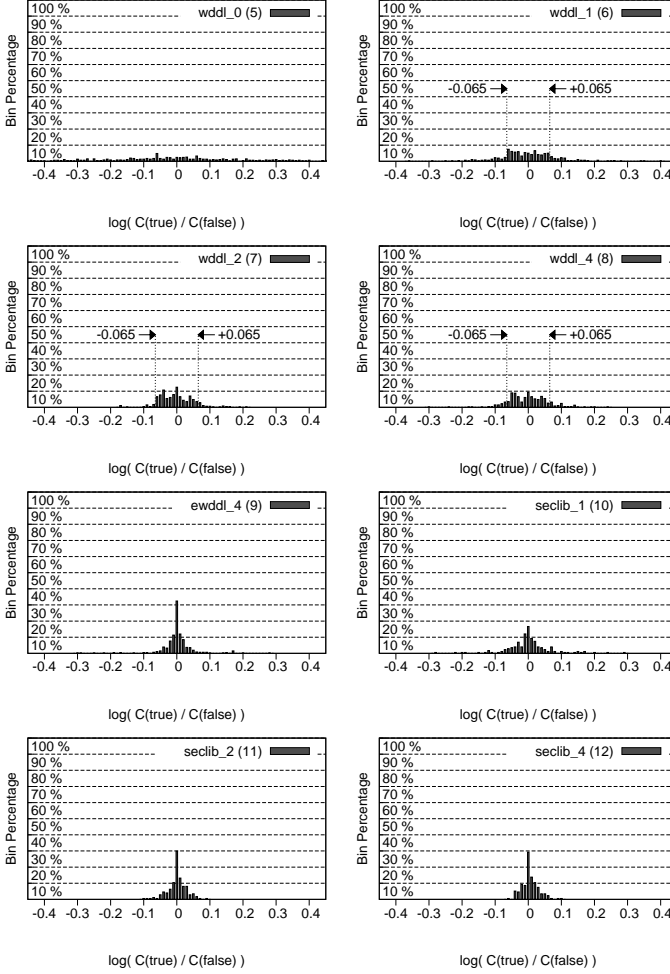 wddl_0 (5)
100 %
90 %
80 %
70 %
60 %
50 %
40 %
30 %
20 %
10 %
Bin Percentage
-0.4 -0.3 -0.2 -0.1 0 0.1 0.2 0.3 0.4
log( C(true) / C(false) )
wddl_1 (6)
100 %
90 %
80 %
70 %
60 %
50 %
40 %
30 %
20 %
10 %
-0.065 +0.065
Bin Percentage
-0.4 -0.3 -0.2 -0.1 0 0.1 0.2 0.3 0.4
log( C(true) / C(false) )
wddl_2 (7)
100 %
90 %
80 %
70 %
60 %
50 %
40 %
30 %
20 %
10 %
-0.065 +0.065
Bin Percentage
-0.4 -0.3 -0.2 -0.1 0 0.1 0.2 0.3 0.4
log( C(true) / C(false) )
wddl_4 (8)
100 %
90 %
80 %
70 %
60 %
50 %
40 %
30 %
20 %
10 %
-0.065 +0.065
Bin Percentage
-0.4 -0.3 -0.2 -0.1 0 0.1 0.2 0.3 0.4
log( C(true) / C(false) )
ewddl_4 (9)
100 %
90 %
80 %
70 %
60 %
50 %
40 %
30 %
20 %
10 %
Bin Percentage
-0.4 -0.3 -0.2 -0.1 0 0.1 0.2 0.3 0.4
log( C(true) / C(false) )
seclib_1 (10)
100 %
90 %
80 %
70 %
60 %
50 %
40 %
30 %
20 %
10 %
Bin Percentage
-0.4 -0.3 -0.2 -0.1 0 0.1 0.2 0.3 0.4
log( C(true) / C(false) )
seclib_2 (11)
100 %
90 %
80 %
70 %
60 %
50 %
40 %
30 %
20 %
10 %
Bin Percentage
-0.4 -0.3 -0.2 -0.1 0 0.1 0.2 0.3 0.4
log( C(true) / C(false) )
seclib_4 (12)
100 %
90 %
80 %
70 %
60 %
50 %
40 %
30 %
20 %
10 %
Bin Percentage
-0.4 -0.3 -0.2 -0.1 0 0.1 0.2 0.3 0.4
log( C(true) / C(false) )